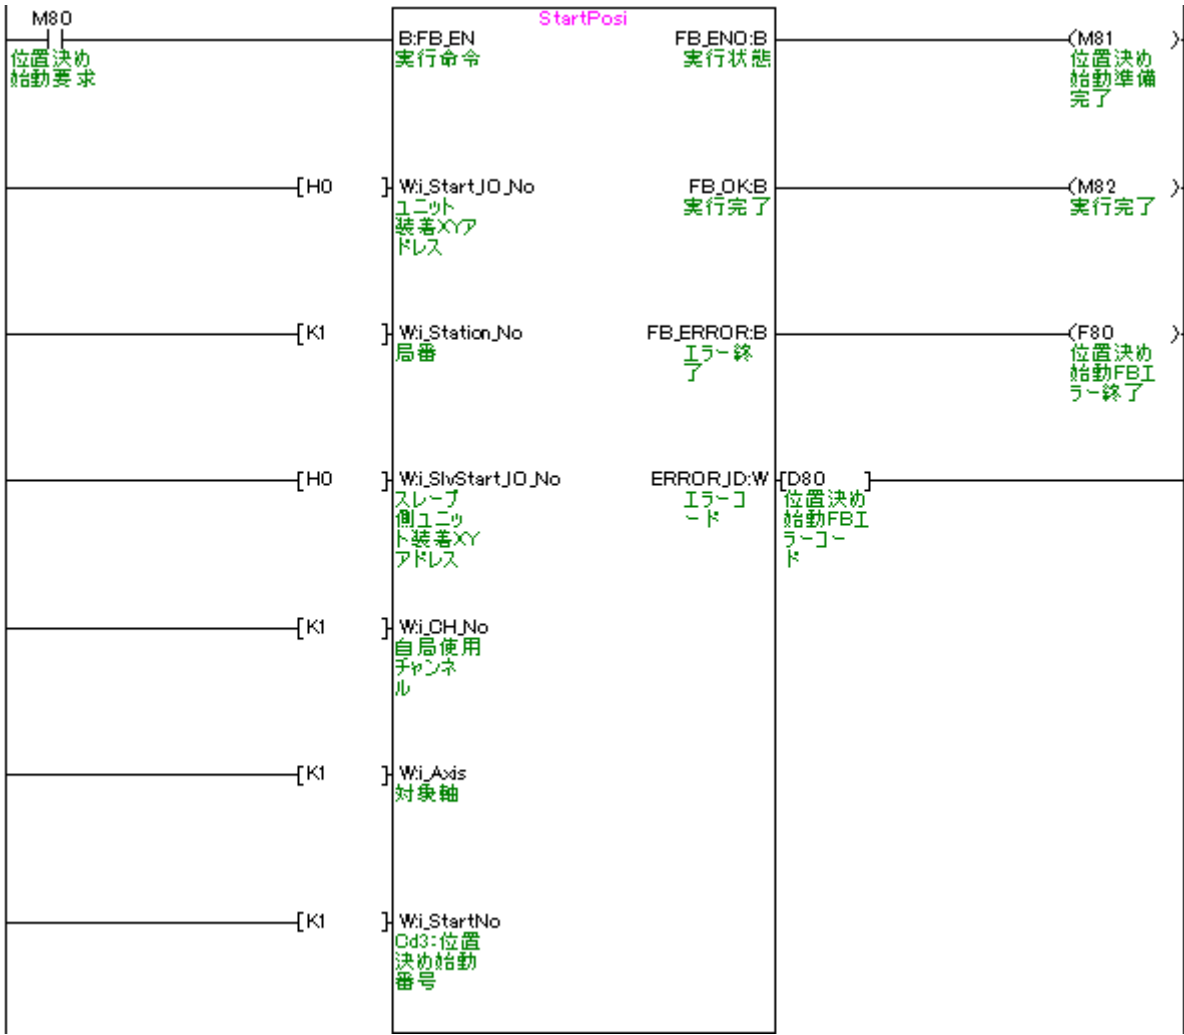 M80
位置決め
始動要求
StartPosi
B:FB_EN
実行命令
FB_ENO:B
実行状態
(M81 )
位置決め
始動準備
完了
[H0 ]
W:i_Start_IO_No
ユニット
装着XYア
ドレス
FB_OK:B
実行完了
(M82 )
実行完了
[K1 ]
W:i_Station_No
局番
FB_ERROR:B
エラー終
了
(F80 )
位置決め
始動FBエ
ラー終了
[H0 ]
W:i_SlvStart_IO_No
スレーブ
側ユニッ
ト装着XY
アドレス
ERROR_ID:W
エラーコ
ード
[D80 ]
位置決め
始動FBエ
ラーコー
ド
[K1 ]
W:i_CH_No
自局使用
チャンネ
ル
[K1 ]
W:i_Axis
対象軸
[K1 ]
W:i_StartNo
Cd3:位置
決め始動
番号